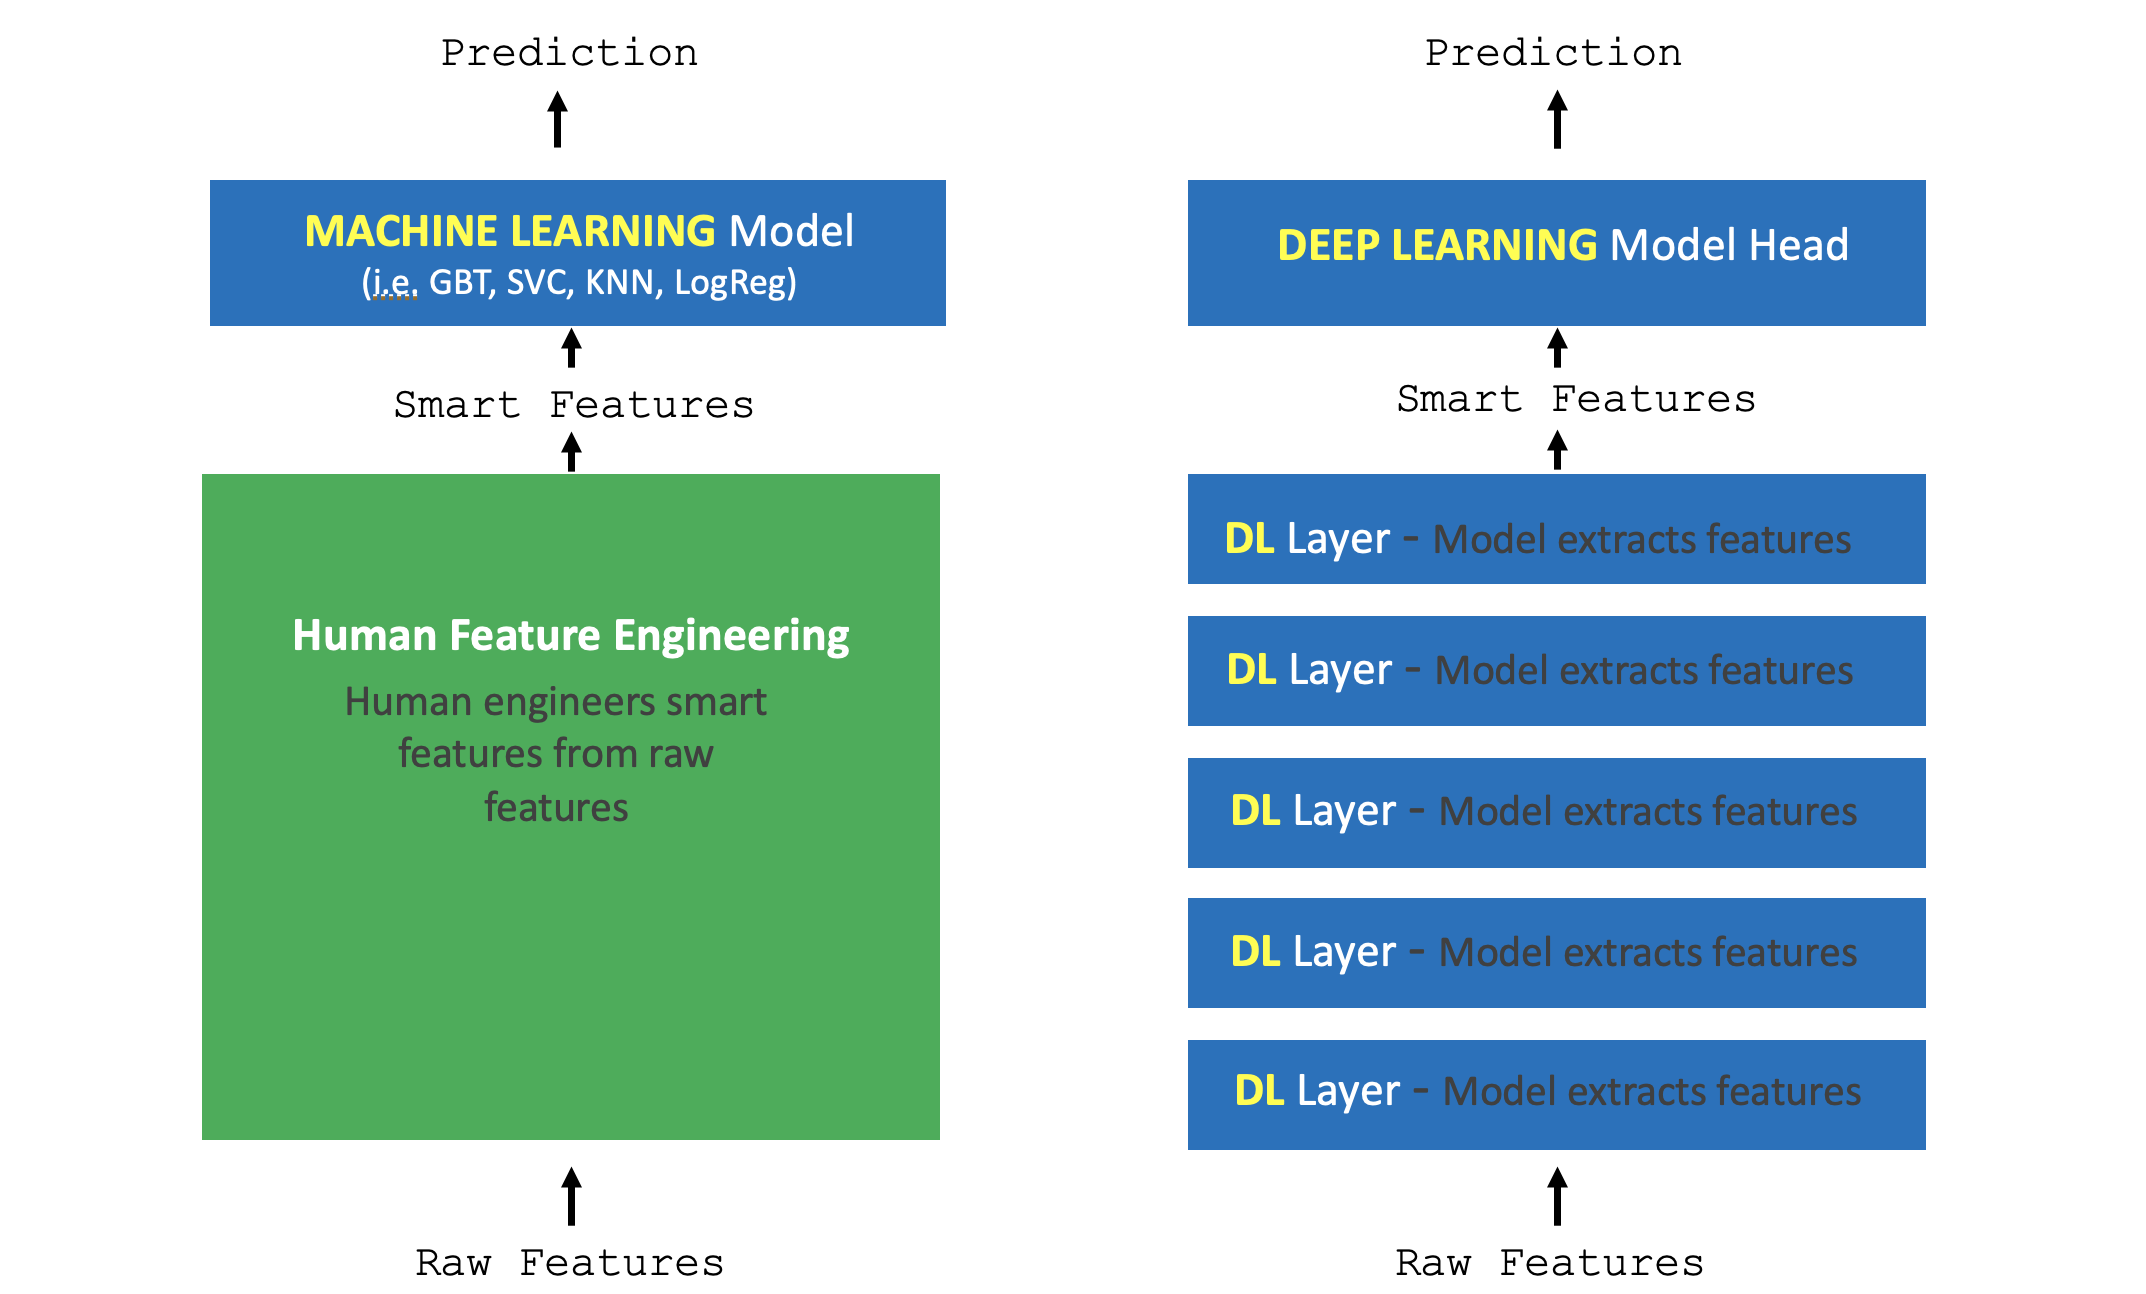 Prediction
MACHINE LEARNING Model
(i.e. GBT, SVC, KNN, LogReg)
Smart Features
Human Feature Engineering
Human engineers smart
features from raw
features
Raw Features
Prediction
DEEP LEARNING Model Head
Smart Features
DL Layer - Model extracts features
DL Layer - Model extracts features
DL Layer - Model extracts features
DL Layer - Model extracts features
DL Layer - Model extracts features
Raw Features